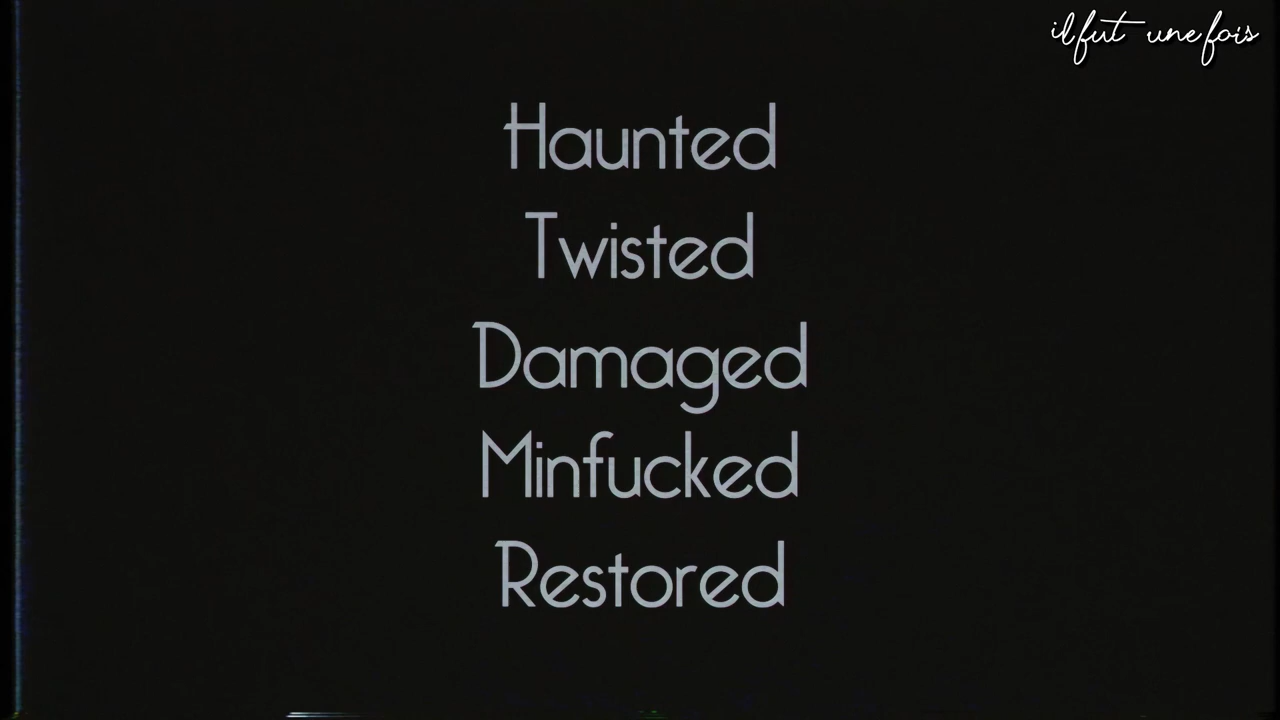 il fut une fois
Haunted
Twisted
Damaged
Minfucked
Restored